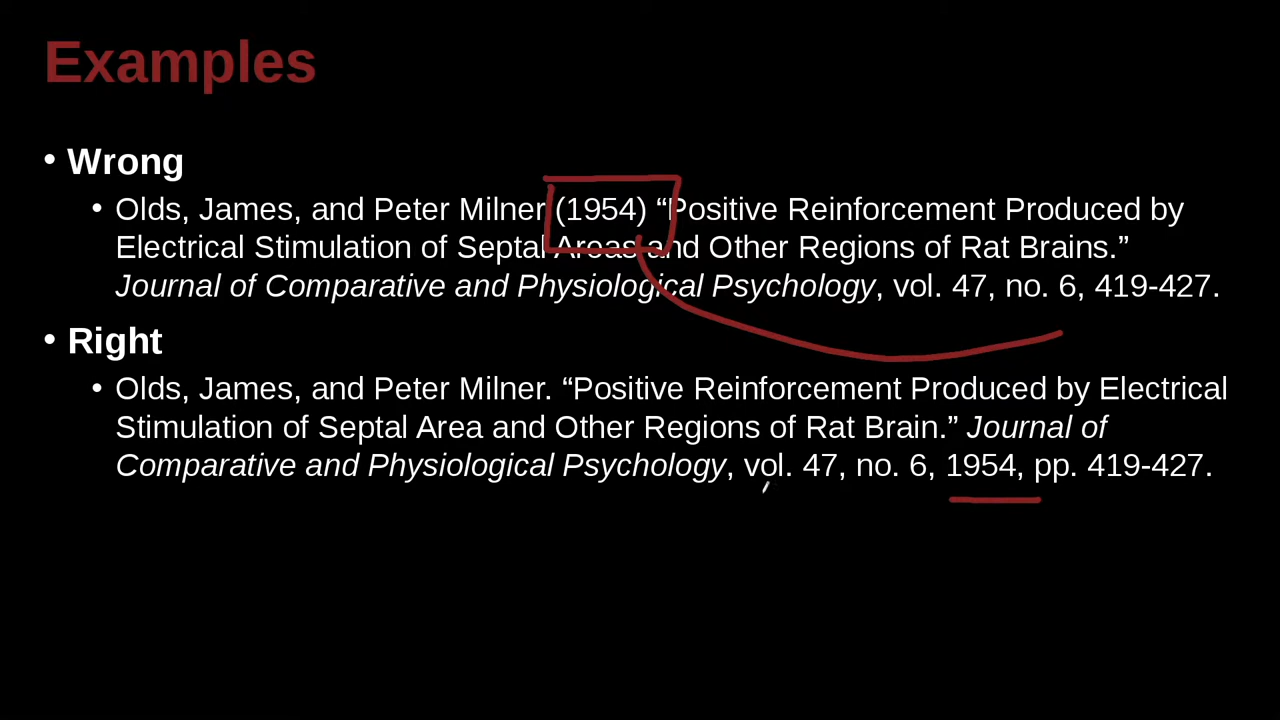 Examples
• Wrong
• Olds, James, and Peter Milner (1954) “Positive Reinforcement Produced by
Electrical Stimulation of Septal Areas and Other Regions of Rat Brains.”
Journal of Comparative and Physiological Psychology, vol. 47, no. 6, 419-427.
• Right
• Olds, James, and Peter Milner. “Positive Reinforcement Produced by Electrical
Stimulation of Septal Area and Other Regions of Rat Brain.” Journal of
Comparative and Physiological Psychology, vol. 47, no. 6, 1954, pp. 419-427.